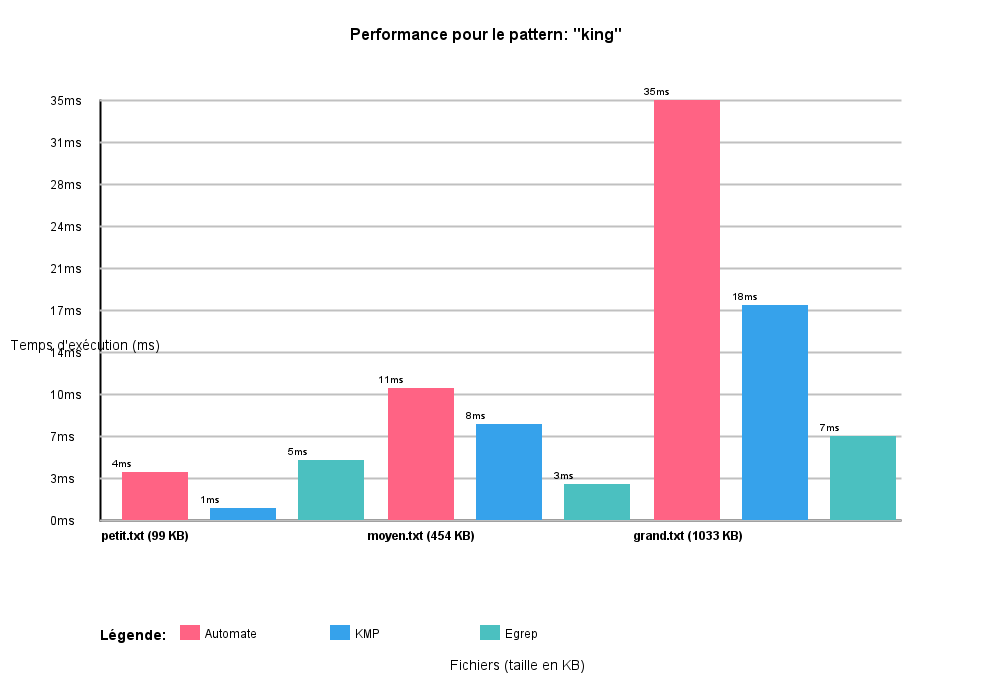 Performance pour le pattern: "king"
35ms
35ms
31ms
28ms
24ms
21ms
18ms
17ms
Temps d'exécution (ms)
14ms
11ms
10ms
8ms
7ms
7ms
5ms
4ms
3ms
3ms
1ms
0ms
petit.txt (99 KB) moyen.txt (454 KB) grand.txt (1033 KB)
Légende: Automate KMP Egrep
Fichiers (taille en KB)